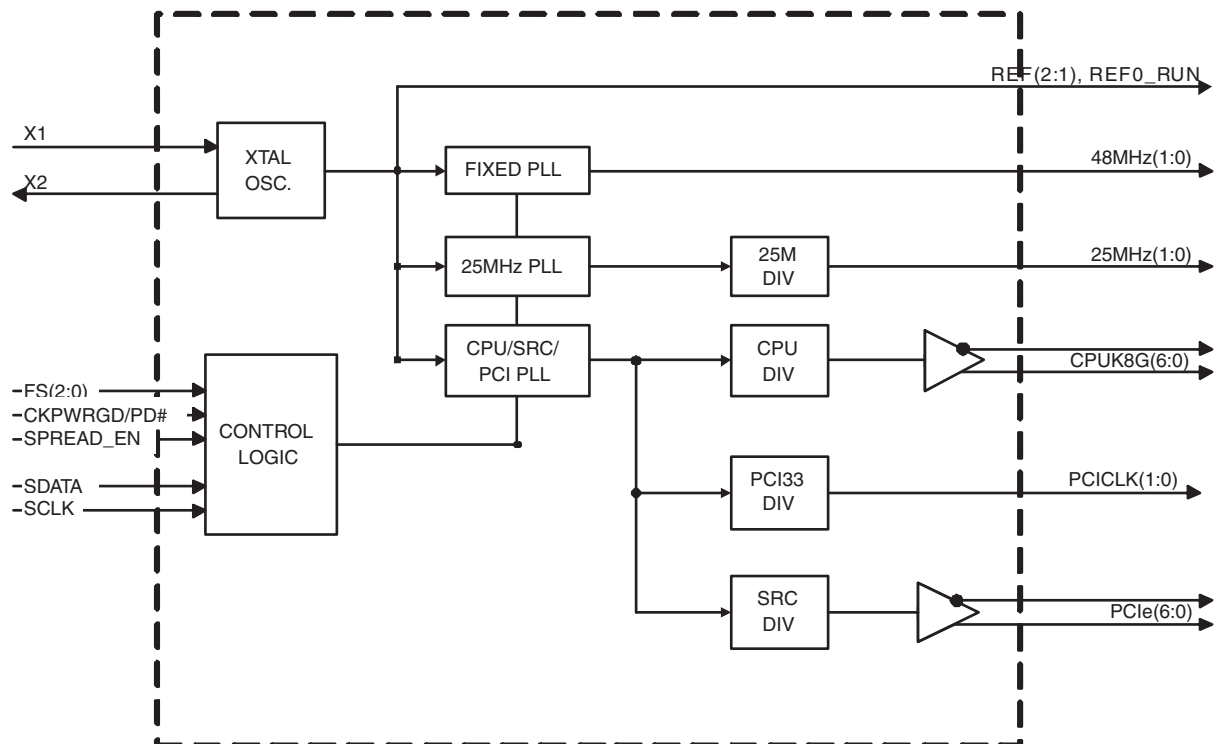 REF(2:1), REF0_RUN
X1
XTAL
OSC.
X2
FIXED PLL
48MHz(1:0)
25MHz PLL
25M
DIV
25MHz(1:0)
CPU/SRC/
PCI PLL
CPU
DIV
CPUK8G(6:0)
FS(2:0)
CKPWRGD/PD#
SPREAD_EN
SDATA
SCLK
CONTROL
LOGIC
PCI33
DIV
PCICLK(1:0)
SRC
DIV
PCIe(6:0)